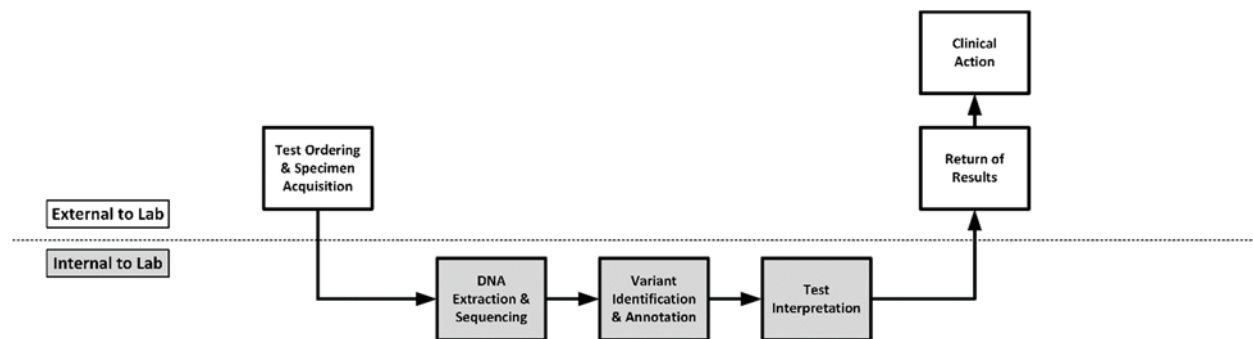 Clinical
Action
Test Ordering
& Specimen
Acquisition
Return of
Results
External to Lab
Internal to Lab
DNA
Extraction &
Sequencing
Variant
Identification
& Annotation
Test
Interpretation